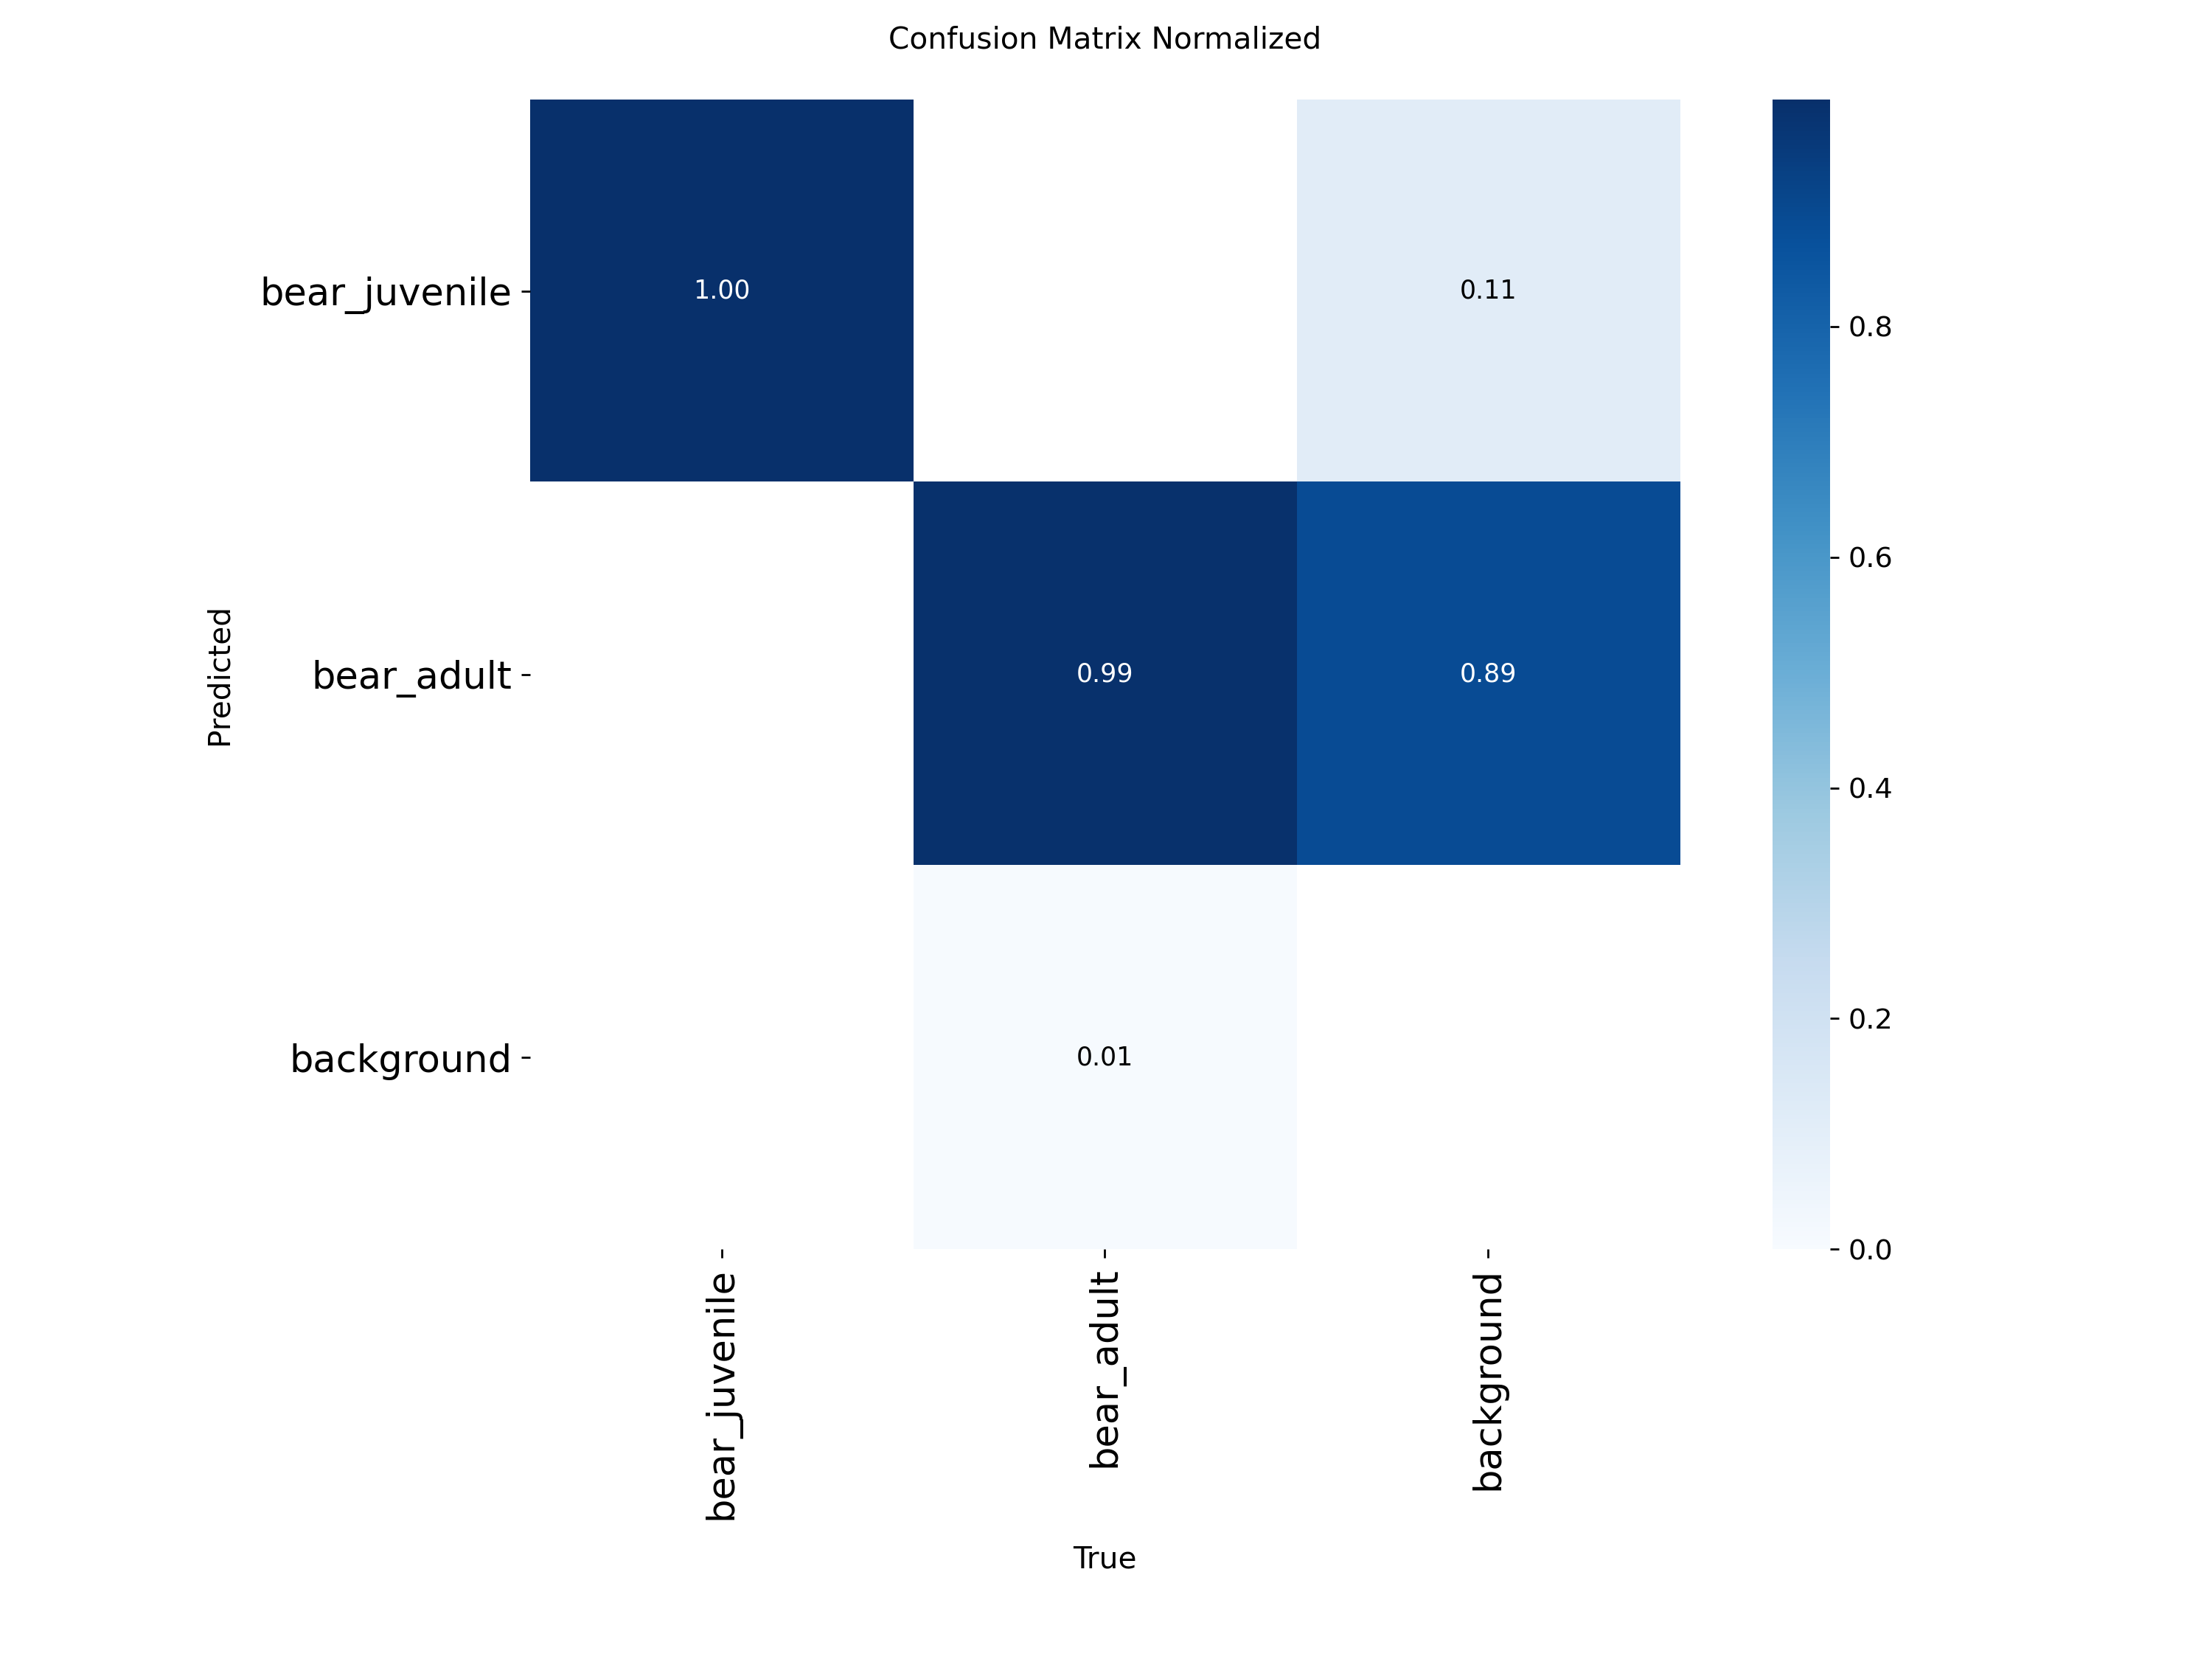 Confusion Matrix Normalized
bear_juvenile
1.00
0.11
bear_adult
0.99
0.89
background
0.01
Predicted
bear_juvenile
bear_adult
background
True
0.8
0.6
0.4
0.2
0.0